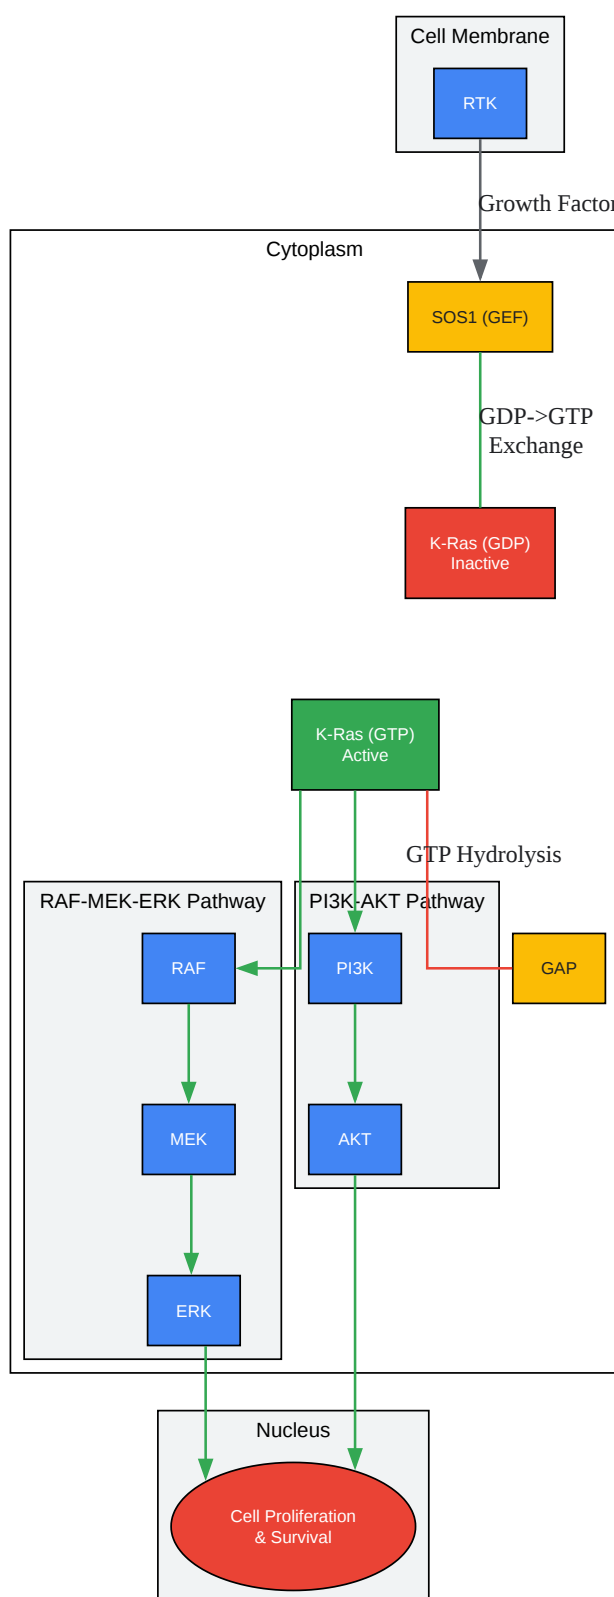 Cell Membrane
RTK
Growth Factor
Cytoplasm
SOS1 (GEF)
GDP->GTP
Exchange
K-Ras (GDP)
Inactive
K-Ras (GTP)
Active
GTP Hydrolysis
RAF-MEK-ERK Pathway
PI3K-AKT Pathway
RAF
PI3K
GAP
MEK
AKT
ERK
Nucleus
Cell Proliferation
& Survival